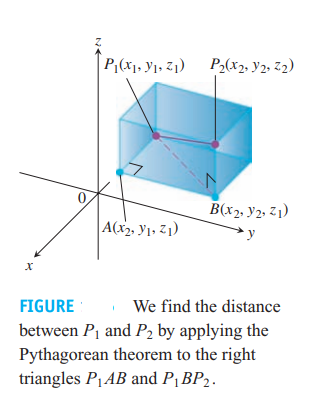 z
P₁(x₁, y₁, z₁) P₂(x₂, y₂, z₂)
0
B(x₂, y₂, z₁)
A(x₂, y₁, z₁)
y
x
FIGURE We find the distance
between P₁ and P₂ by applying the
Pythagorean theorem to the right
triangles P₁AB and P₁BP₂.